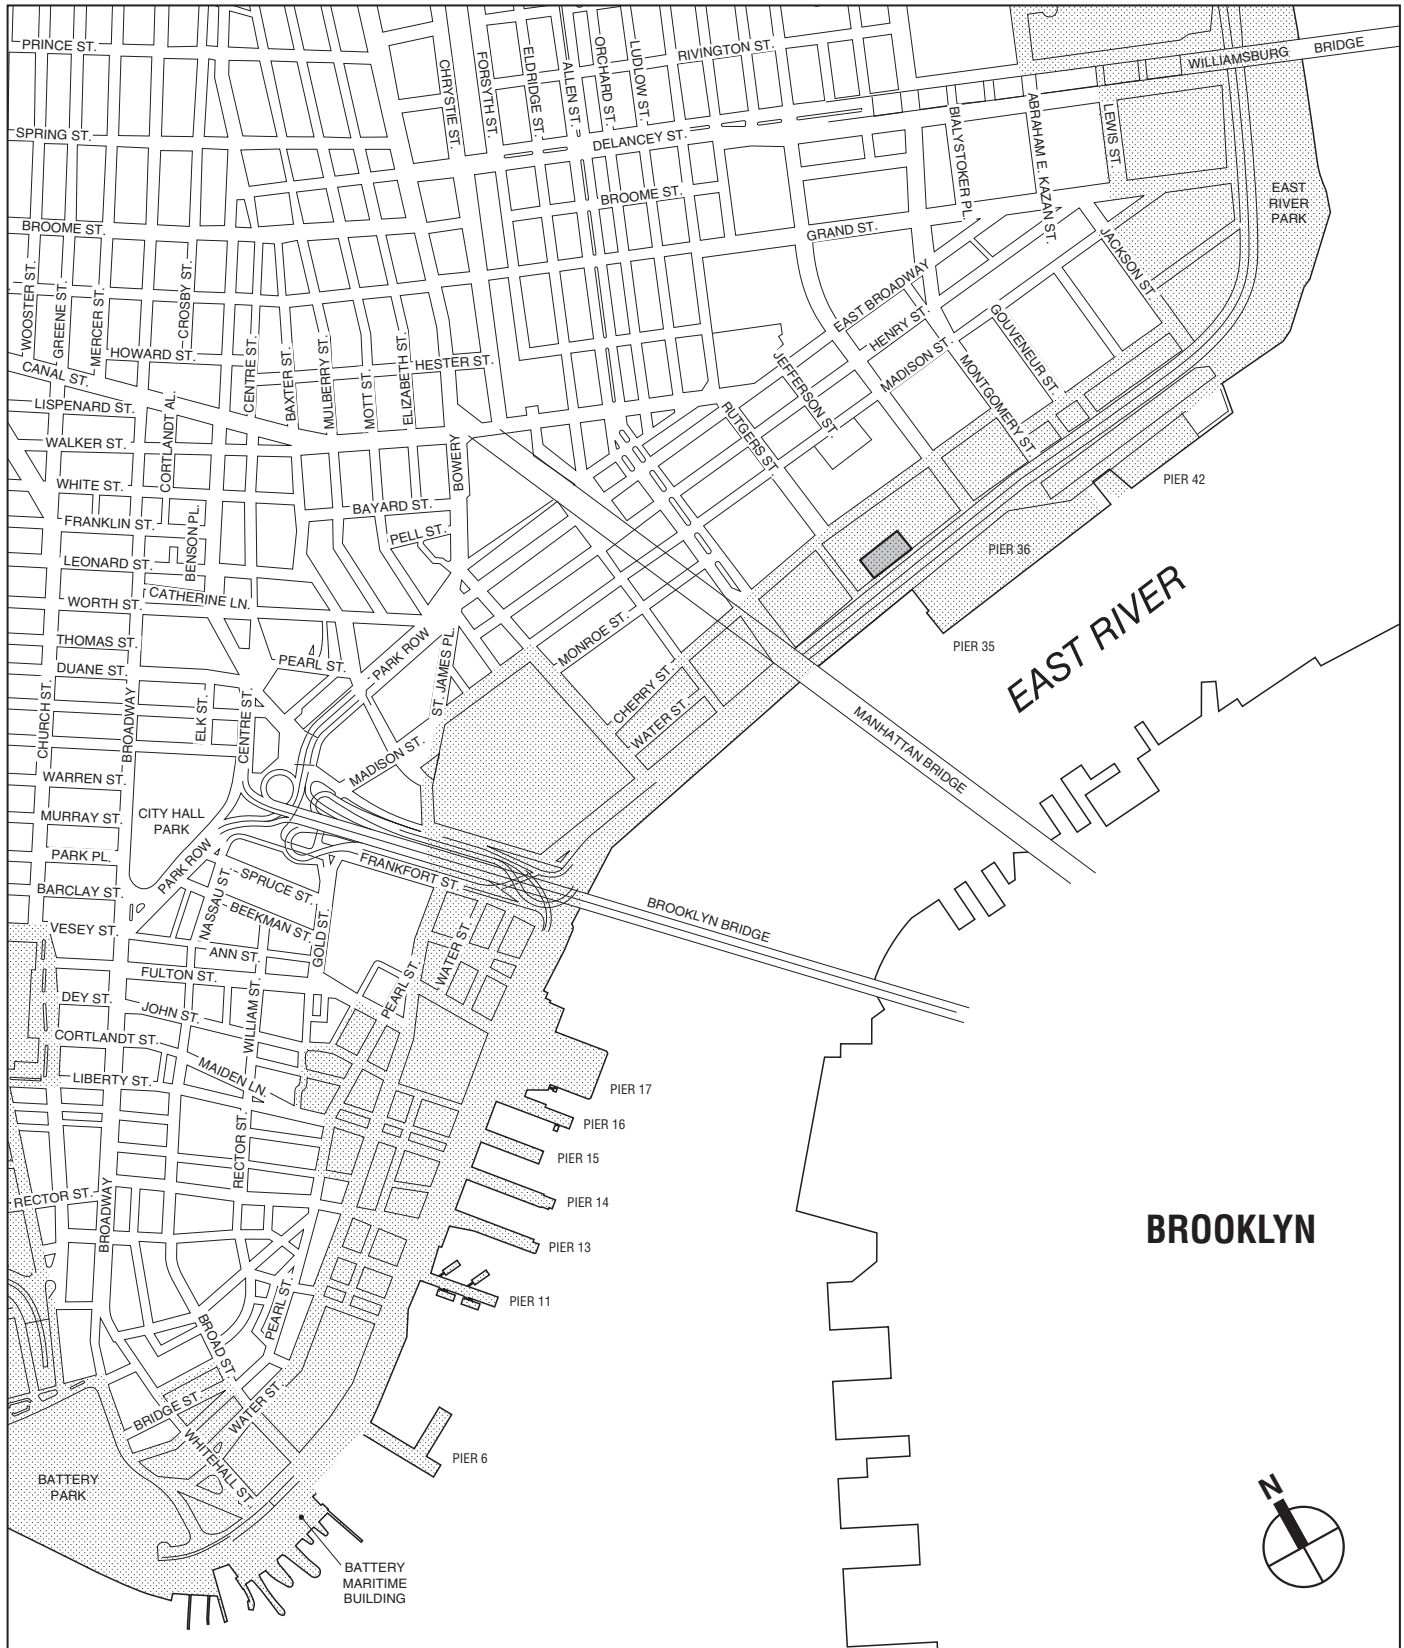 PRINCE ST.
CHRYSTIE ST.
FORSYTH ST.
ELDRIDGE ST.
ALLEN ST.
ORCHARD ST.
LUDLOW ST.
RIVINGTON ST.
WILLIAMSBURG BRIDGE
SPRING ST.
DELANCEY ST.
BIALYSTOKER PL.
ABRAHAM E. KAZAN ST.
LEWIS ST.
BROOME ST.
EAST
RIVER
PARK
BROOME ST.
GRAND ST.
JACKSON ST.
WOOSTER ST.
GREENE ST.
MERCER ST.
CROSBY ST.
EAST BROADWAY
HENRY ST.
GOUVENEUR ST.
HOWARD ST.
CENTRE ST.
BAXTER ST.
MULBERRY ST.
MOTT ST.
ELIZABETH ST.
HESTER ST.
JEFFERSON ST.
MADISON ST.
MONTGOMERY ST.
CANAL ST.
LISPENARD ST.
CORTLANDT AL.
RUTGERS ST.
WALKER ST.
BOWERY
WHITE ST.
PIER 42
BAYARD ST.
FRANKLIN ST.
BENSON PL.
PELL ST.
PIER 36
LEONARD ST.
CATHERINE LN.
WORTH ST.
EAST RIVER
THOMAS ST.
PEARL ST.
PARK ROW
ST. JAMES PL.
MONROE ST.
PIER 35
DUANE ST.
CHURCH ST.
BROADWAY
ELK ST.
CENTRE ST.
CHERRY ST.
WATER ST.
MANHATTAN BRIDGE
MADISON ST.
WARREN ST.
CITY HALL
PARK
MURRAY ST.
PARK PL.
PARK ROW
FRANKFORT ST.
BARCLAY ST.
NASSAU ST.
SPRUCE ST.
BEEKMAN ST.
GOLD ST.
BROOKLYN BRIDGE
VESEY ST.
ANN ST.
WATER ST.
FULTON ST.
PEARL ST.
DEY ST.
JOHN ST.
WILLIAM ST.
CORTLANDT ST.
MAIDEN LN.
LIBERTY ST.
PIER 17
RECTOR ST.
PIER 16
PIER 15
RECTOR ST.
PIER 14
BROADWAY
BROOKLYN
PIER 13
PEARL ST.
PIER 11
BROAD ST.
BRIDGE ST.
WATER ST.
WHITEHALL ST.
PIER 6
BATTERY
PARK
N
BATTERY
MARITIME
BUILDING